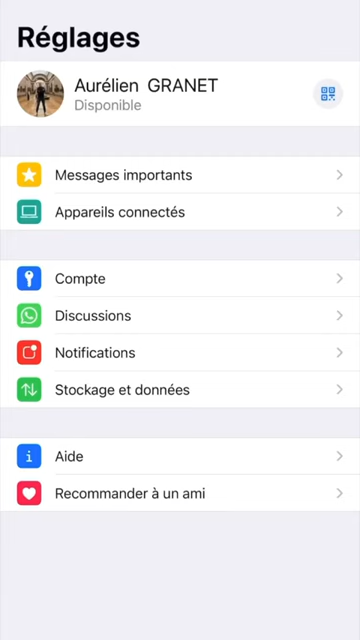 Réglages
Aurélien GRANET
Disponible
Messages importants
Appareils connectés
Compte
Discussions
Notifications
Stockage et données
Aide
Recommander à un ami